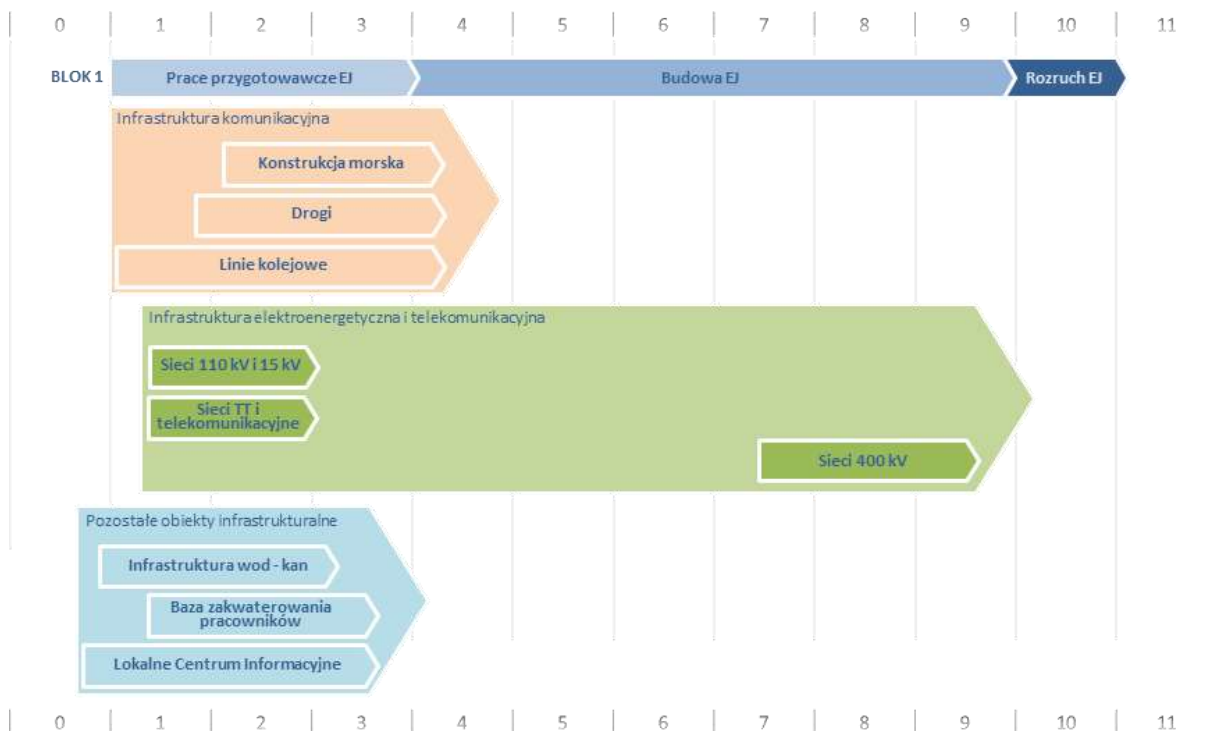 0 1 2 3 4 5 6 7 8 9 10 11
BLOK 1 Prace przygotowawcze EJ Budowa EJ Rozruch EJ
Infrastruktura komunikacyjna
Konstrukcja morska
Drogi
Linie kolejowe
Infrastruktura elektroenergetyczna i telekomunikacyjna
Sieci 110 kV i 15 kV
Sieci TT i
telekomunikacyjne
Sieci 400 kV
Pozostałe obiekty infrastrukturalne
Infrastruktura wod - kan
Baza zakwaterowania
pracowników
Lokalne Centrum Informacyjne
0 1 2 3 4 5 6 7 8 9 10 11